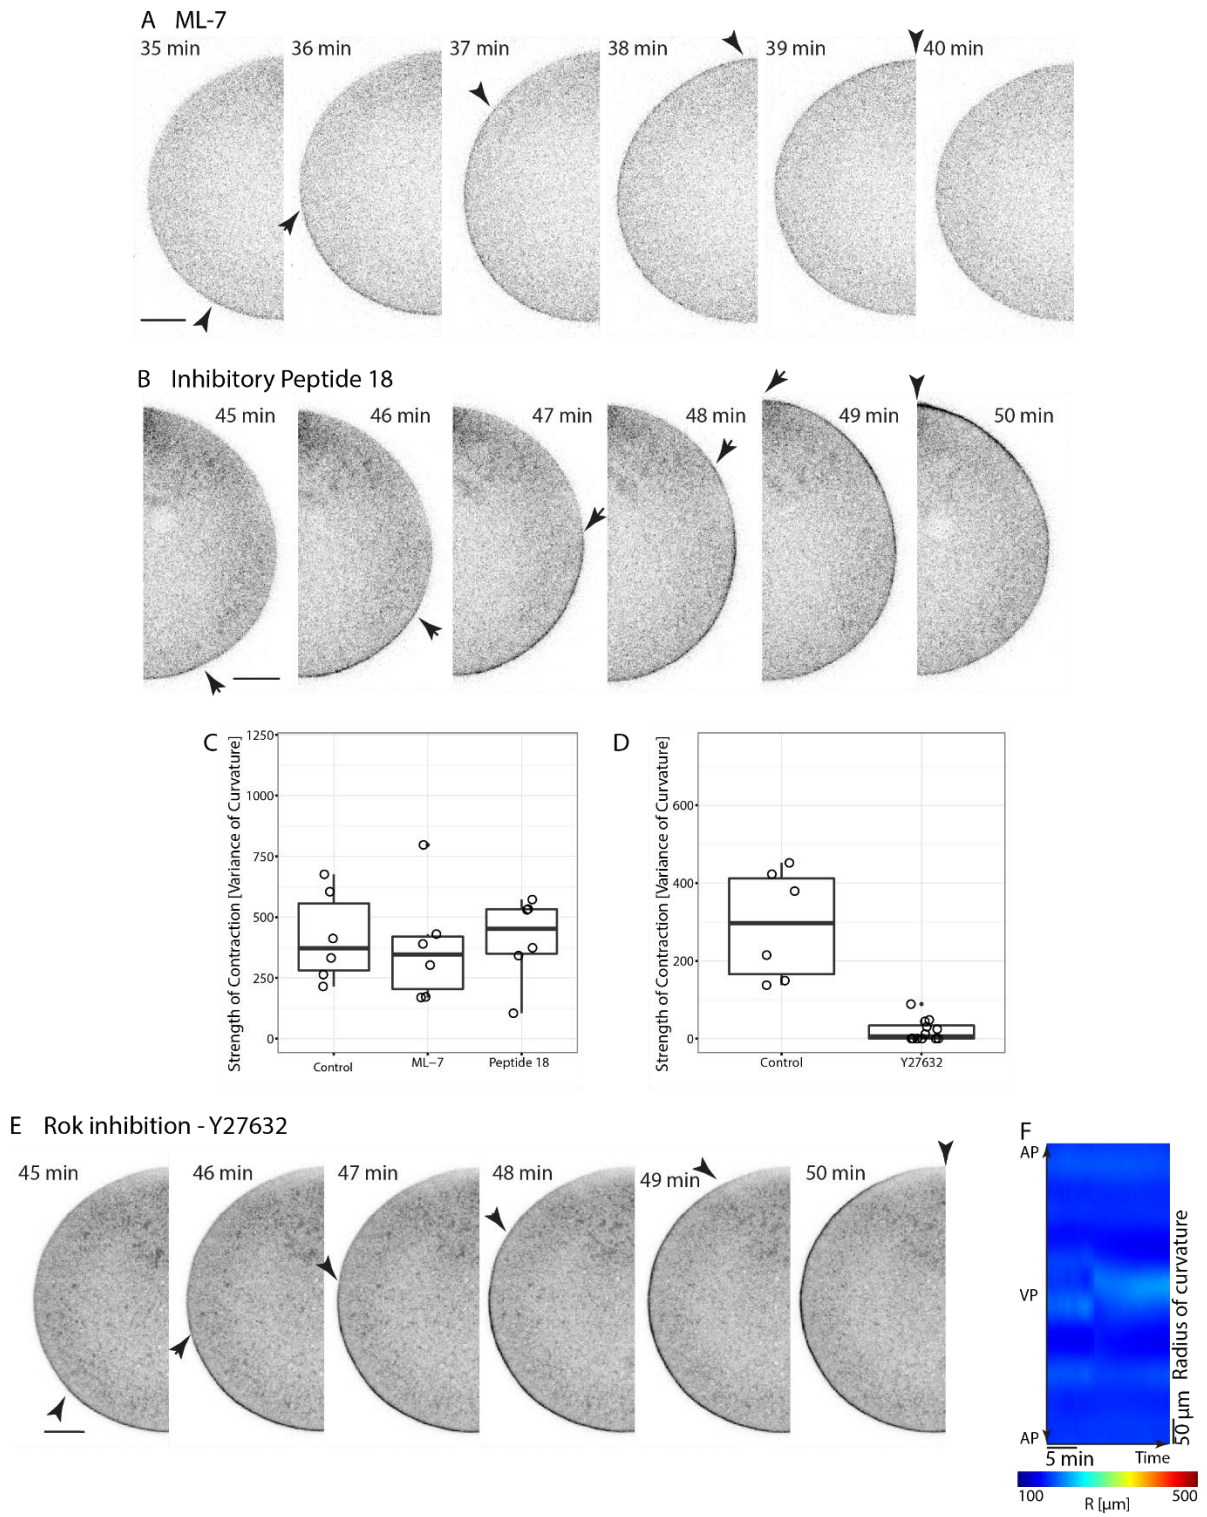 A ML-7
35 min 36 min 37 min 38 min 39 min 40 min
B Inhibitory Peptide 18
45 min 46 min 47 min 48 min 49 min 50 min
C
Strength of Contraction [Variance of Curvature]
1250
1000
750
500
250
0
Control ML−7 Peptide 18
D
Strength of Contraction [Variance of Curvature]
600
400
200
0
Control Y27632
E Rok inhibition - Y27632
45 min 46 min 47 min 48 min 49 min 50 min
F
AP
VP
AP
50 µm Radius of curvature
5 min Time
100 500
R [µm]